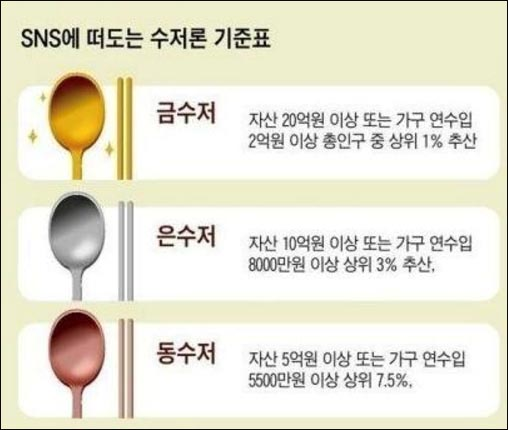 SNS에 떠도는 수저론 기준표
금수저
자산 20억원 이상 또는 가구 연수입
2억원 이상 총인구 중 상위 1% 추산
은수저
자산 10억원 이상 또는 가구 연수입
8000만원 이상 상위 3% 추산.
동수저
자산 5억원 이상 또는 가구 연수입
5500만원 이상 상위 7.5%.